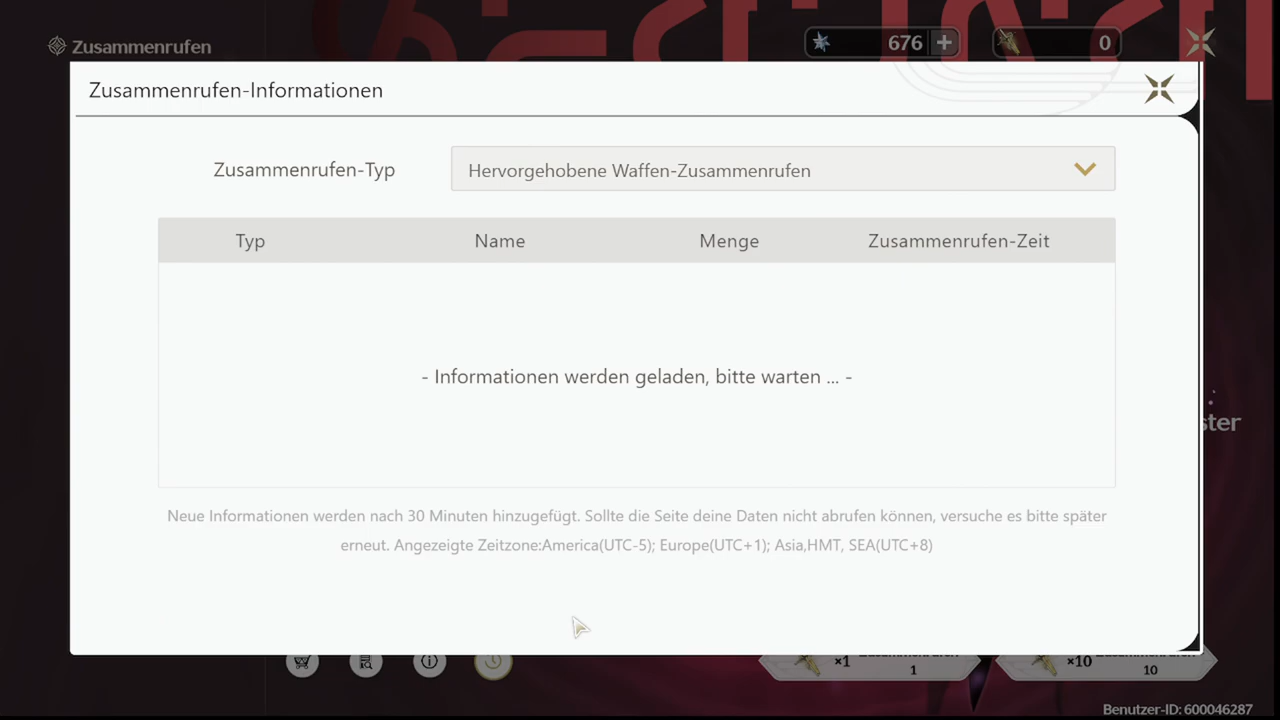 Zusammenrufen
676
0
Zusammenrufen-Informationen
Zusammenrufen-Typ
Hervorgehobene Waffen-Zusammenrufen
Typ Name Menge Zusammenrufen-Zeit
- Informationen werden geladen, bitte warten ... -
Neue Informationen werden nach 30 Minuten hinzugefügt. Sollte die Seite deine Daten nicht abrufen können, versuche es bitte später
erneut. Angezeigte Zeitzone:America(UTC-5); Europe(UTC+1); Asia,HMT, SEA(UTC+8)
ster
×1
1
×10
10
Benutzer-ID: 600046287